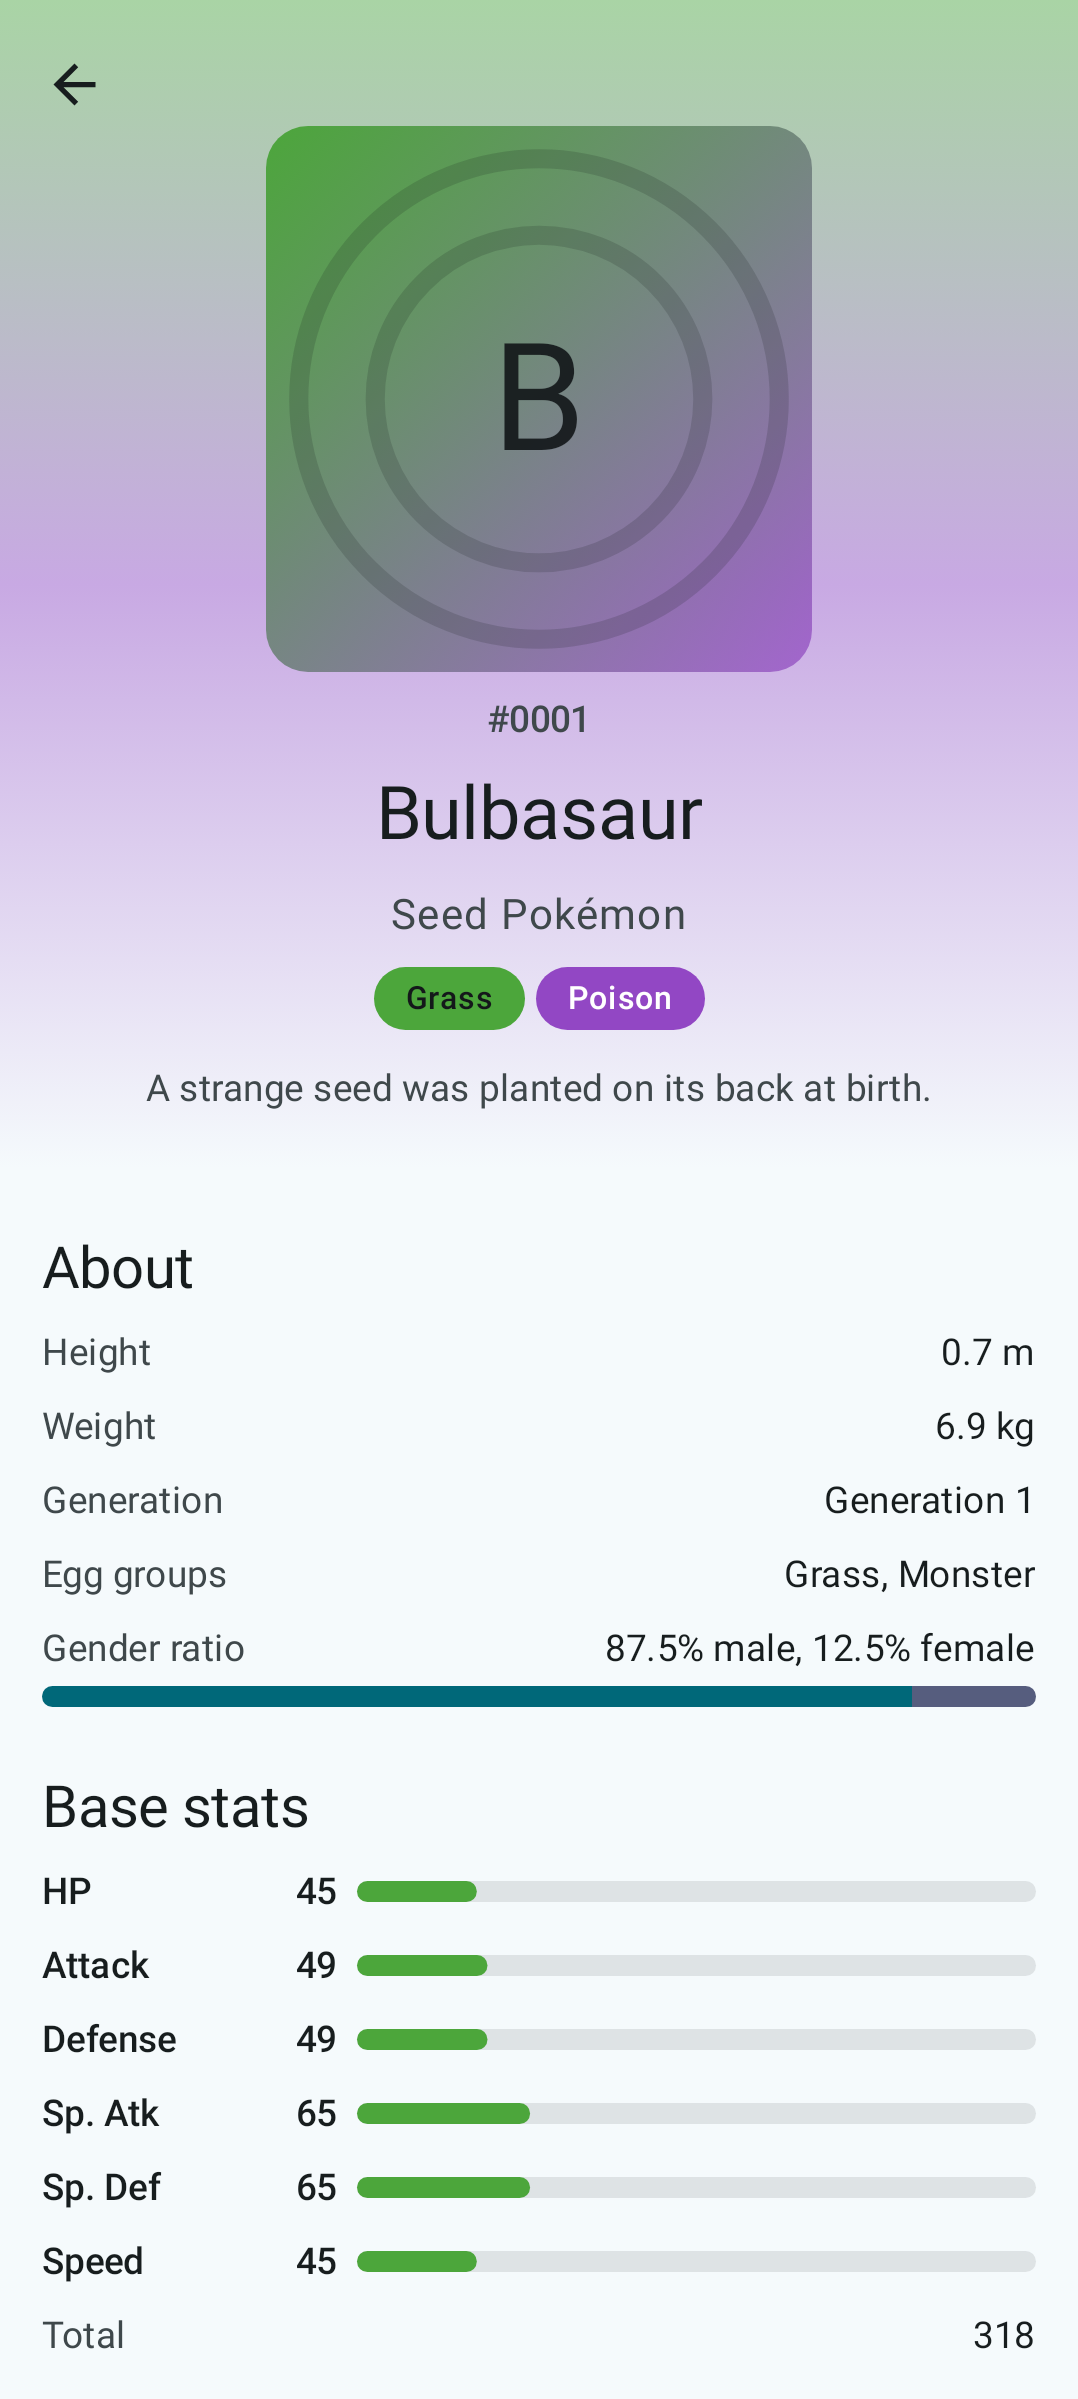 B
#0001
Bulbasaur
Seed Pokémon
Grass Poison
A strange seed was planted on its back at birth.
About
Height 0.7 m
Weight 6.9 kg
Generation Generation 1
Egg groups Grass, Monster
Gender ratio 87.5% male, 12.5% female
Base stats
HP 45
Attack 49
Defense 49
Sp. Atk 65
Sp. Def 65
Speed 45
Total 318